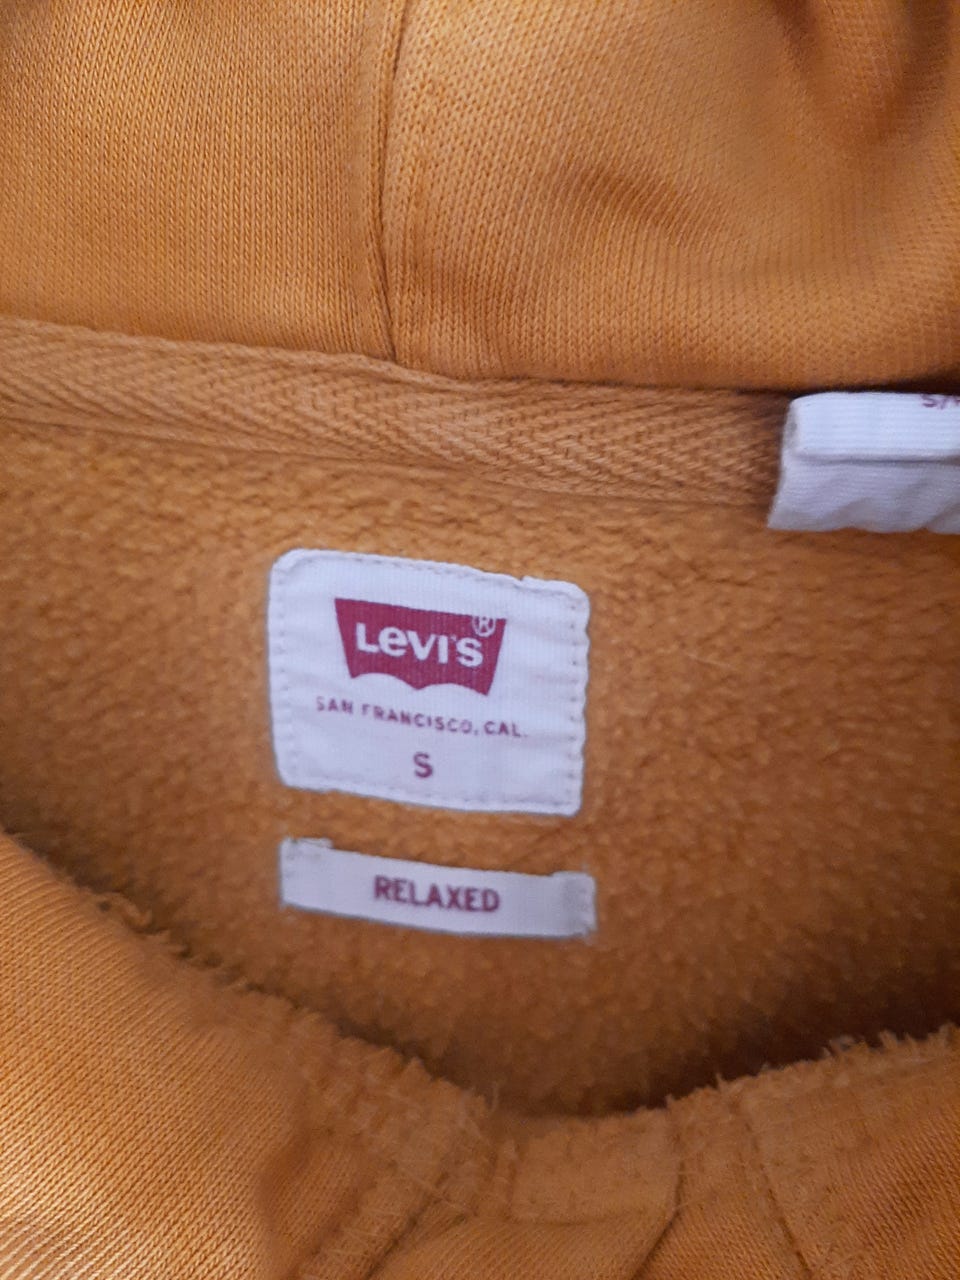 LEVI'S®
SAN FRANCISCO, CAL.
S
RELAXED